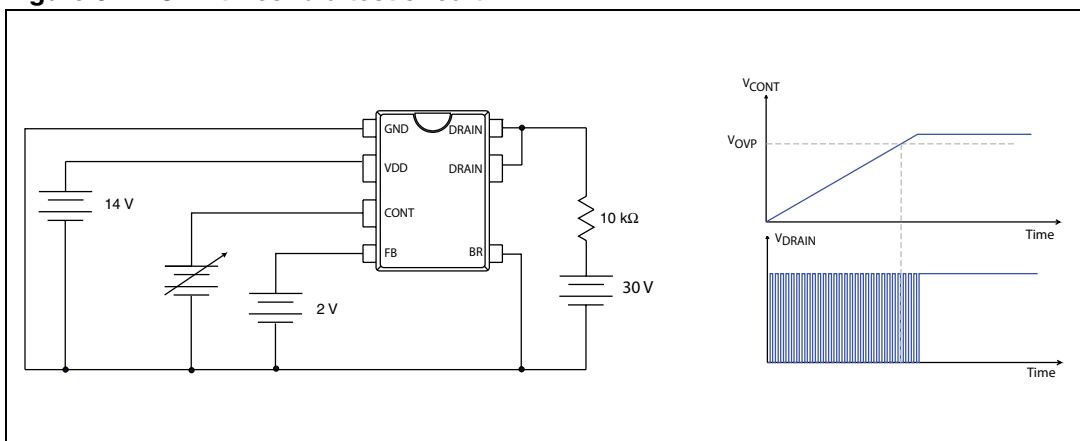 GND
DRAIN
VDD
DRAIN
CONT
FB
BR
14 V
2 V
10 kΩ
30 V
VCONT
VOVP
Time
VDRAIN
Time